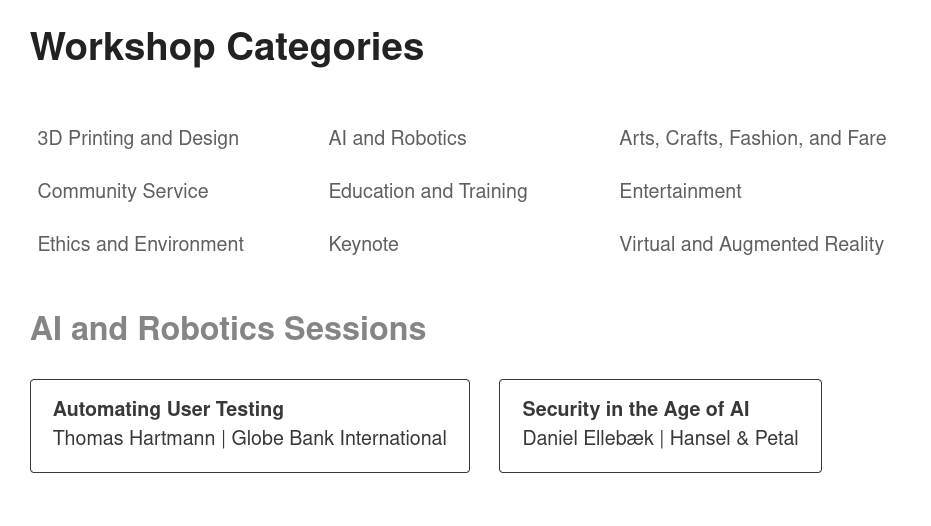 Workshop Categories
3D Printing and Design
AI and Robotics
Arts, Crafts, Fashion, and Fare
Community Service
Education and Training
Entertainment
Ethics and Environment
Keynote
Virtual and Augmented Reality
AI and Robotics Sessions
Automating User Testing
Thomas Hartmann | Globe Bank International
Security in the Age of AI
Daniel Ellebæk | Hansel & Petal